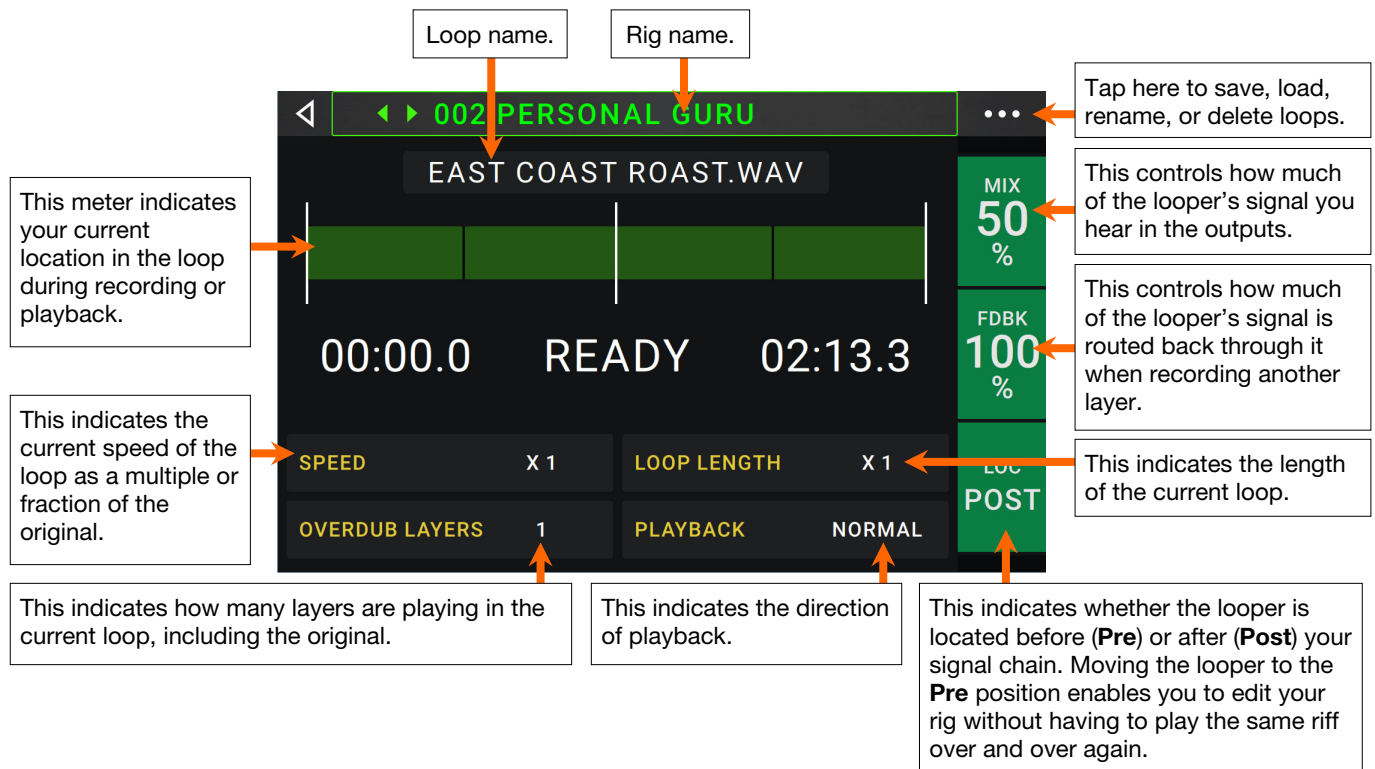 Loop name.
Rig name.
002 PERSONAL GURU
Tap here to save, load,
rename, or delete loops.
EAST COAST ROAST.WAV
This meter indicates
your current
location in the loop
during recording or
playback.
MIX
50
%
This controls how much
of the looper’s signal you
hear in the outputs.
00:00.0 READY 02:13.3
FDBK
100
%
This controls how much
of the looper’s signal is
routed back through it
when recording another
layer.
This indicates the
current speed of the
loop as a multiple or
fraction of the
original.
SPEED X 1
LOOP LENGTH X 1
This indicates the length
of the current loop.
OVERDUB LAYERS 1
PLAYBACK NORMAL
LOC
POST
This indicates how many layers are playing in the
current loop, including the original.
This indicates the direction
of playback.
This indicates whether the looper is
located before (Pre) or after (Post) your
signal chain. Moving the looper to the
Pre position enables you to edit your
rig without having to play the same riff
over and over again.